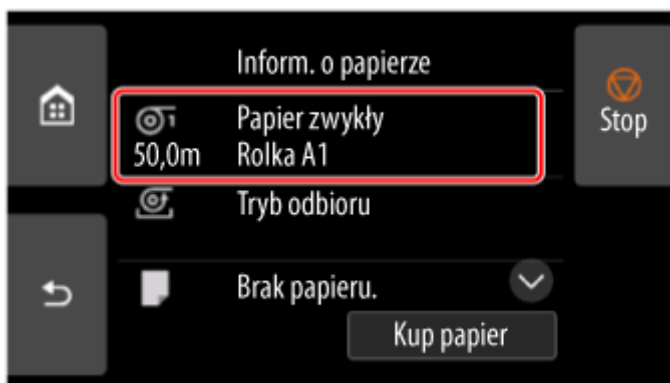 Inform. o papierze
Papier zwykły
50,0m Rolka A1
Stop
Tryb odbioru
Brak papieru.
Kup papier